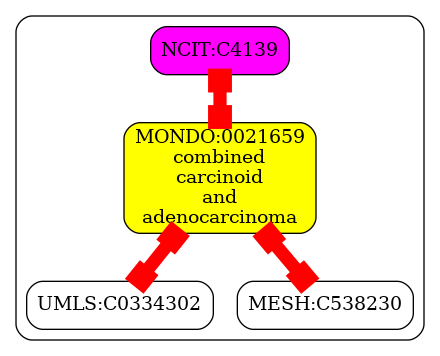 NCIT:C4139
MONDO:0021659
combined
carcinoid
and
adenocarcinoma
UMLS:C0334302
MESH:C538230